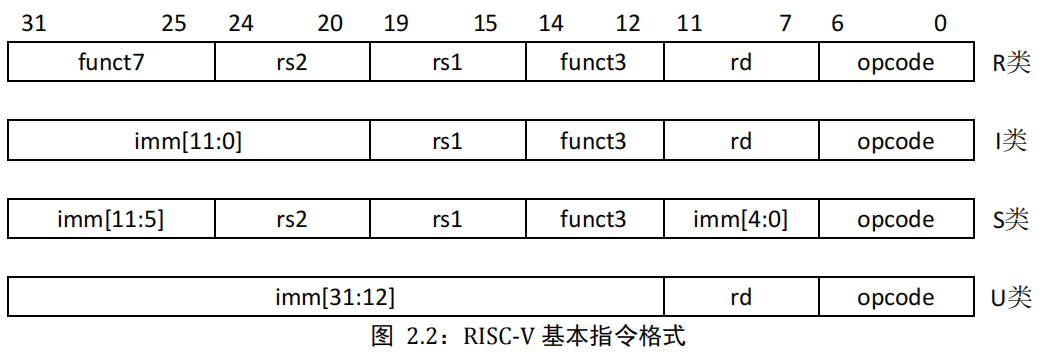 31 25 24 20 19 15 14 12 11 7 6 0
funct7 rs2 rs1 funct3 rd opcode R类
imm[11:0] rs1 funct3 rd opcode I类
imm[11:5] rs2 rs1 funct3 imm[4:0] opcode S类
imm[31:12] rd opcode U类
图 2.2：RISC-V 基本指令格式